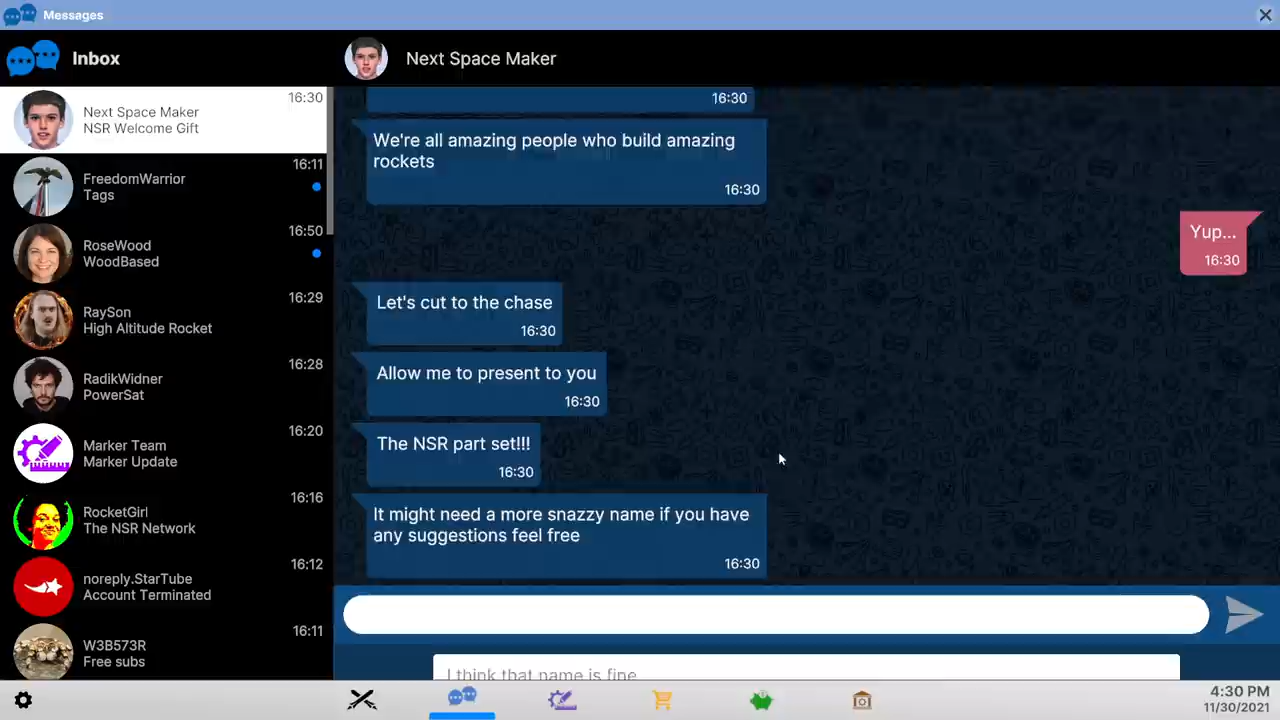 Messages
Inbox
Next Space Maker
16:30
Next Space Maker
NSR Welcome Gift
16:11
FreedomWarrior
Tags
16:50
RoseWood
WoodBased
16:29
RaySon
High Altitude Rocket
16:28
RadikWidner
PowerSat
16:20
Marker Team
Marker Update
16:16
RocketGirl
The NSR Network
16:12
noreply.StarTube
Account Terminated
16:11
W3B573R
Free subs
16:30
We're all amazing people who build amazing
rockets
16:30
Yup...
16:30
Let's cut to the chase
16:30
Allow me to present to you
16:30
The NSR part set!!!
16:30
It might need a more snazzy name if you have
any suggestions feel free
16:30
I think that name is fine
4:30 PM
11/30/2021